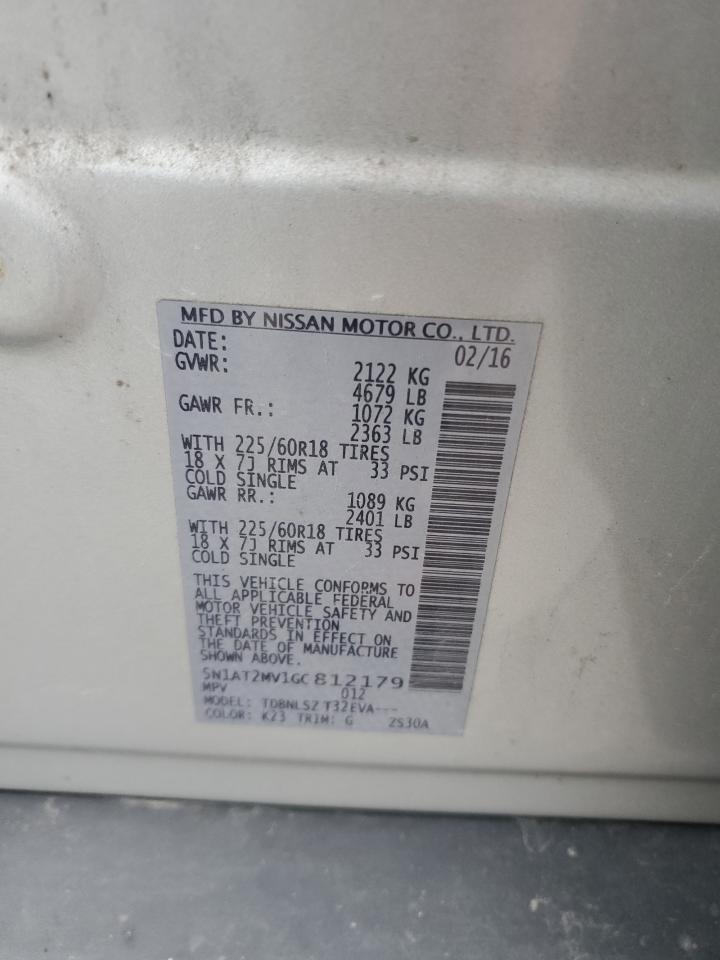 MFD BY NISSAN MOTOR CO., LTD.
DATE: 02/16
GVWR: 2122 KG
4679 LB
GAWR FR.: 1072 KG
2363 LB
WITH 225/60R18 TIRES
18 X 7J RIMS AT 33 PSI
COLD SINGLE
GAWR RR.: 1089 KG
2401 LB
WITH 225/60R18 TIRES
18 X 7J RIMS AT 33 PSI
COLD SINGLE
THIS VEHICLE CONFORMS TO
ALL APPLICABLE FEDERAL
MOTOR VEHICLE SAFETY AND
THEFT PREVENTION
STANDARDS IN EFFECT ON
THE DATE OF MANUFACTURE
SHOWN ABOVE.
5N1AT2MV1GC812179
MPV 012
MODEL: TDBNLSZ T32EVA---
COLOR: K23 TRIM: G 2S30A